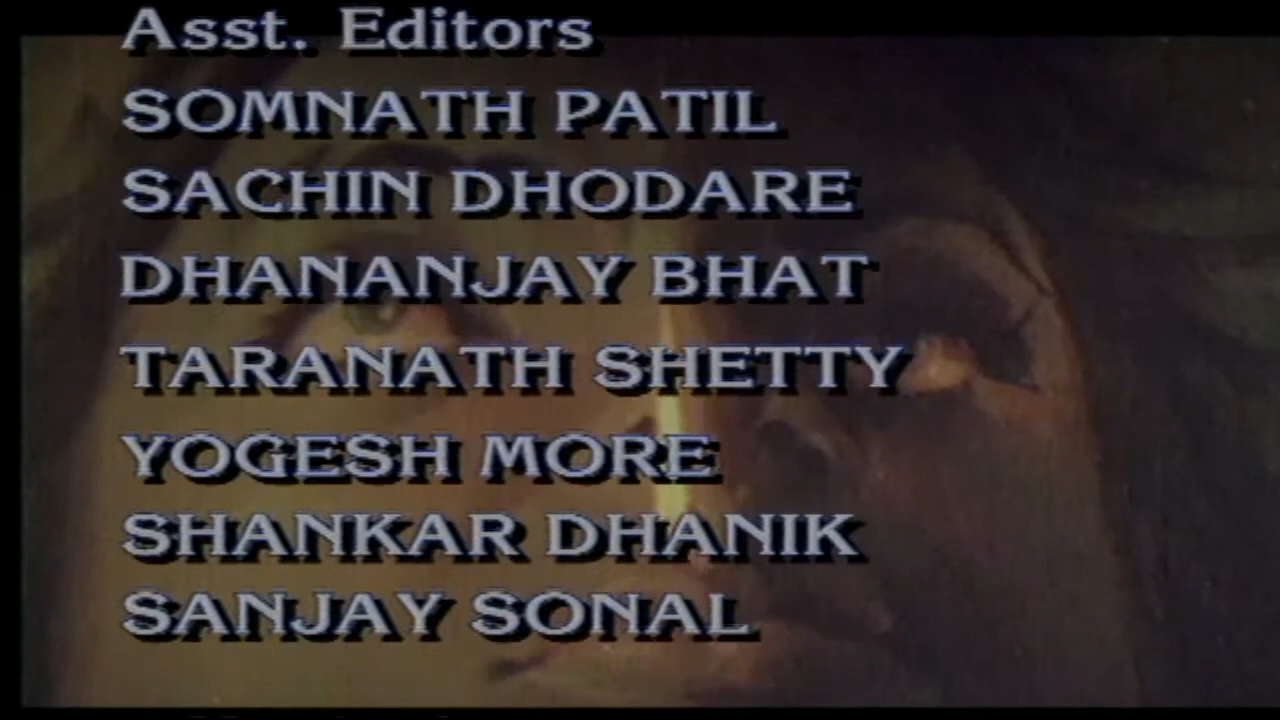 Asst. Editors
SOMNATH PATIL
SACHIN DHODARE
DHANANJAY BHAT
TARANATH SHETTY
YOGESH MORE
SHANKAR DHANIK
SANJAY SONAL